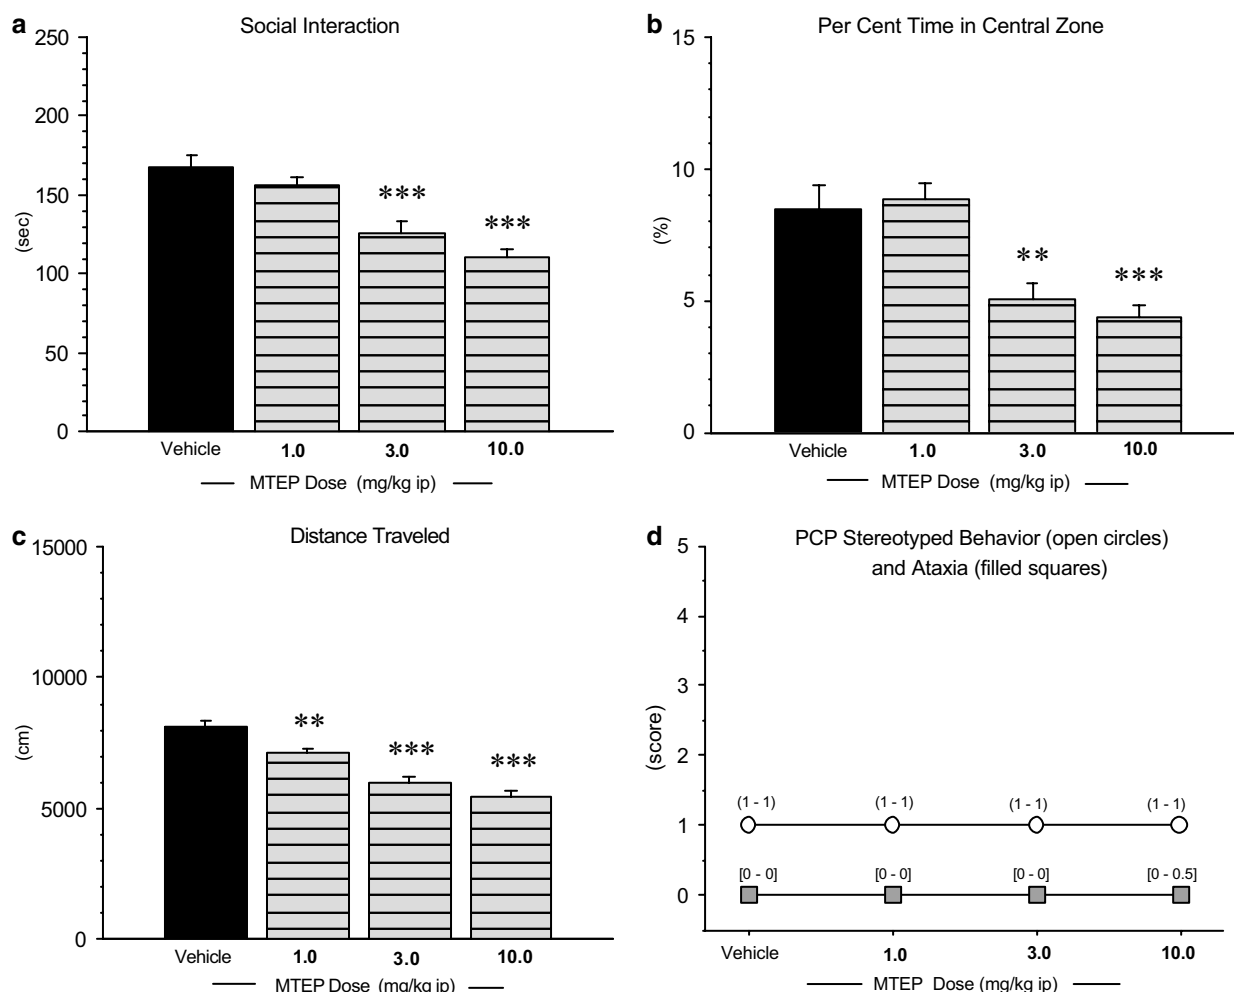 a
Social Interaction
250
200
150
100
50
0
(sec)
***
***
Vehicle 1.0 3.0 10.0
MTEP Dose (mg/kg ip)
b
Per Cent Time in Central Zone
15
10
5
0
(%)
**
***
Vehicle 1.0 3.0 10.0
MTEP Dose (mg/kg ip)
c
Distance Traveled
15000
10000
5000
0
(cm)
**
***
***
Vehicle 1.0 3.0 10.0
MTEP Dose (mg/kg ip)
d
PCP Stereotyped Behavior (open circles)
and Ataxia (filled squares)
5
4
3
2
1
0
(score)
(1 - 1) (1 - 1) (1 - 1) (1 - 1)
[0 - 0] [0 - 0] [0 - 0] [0 - 0.5]
Vehicle 1.0 3.0 10.0
MTEP Dose (mg/kg ip)